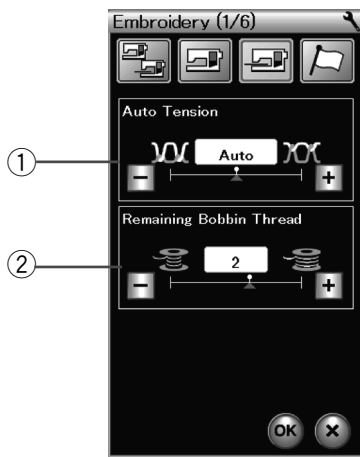 Embroidery (1/6)
① Auto Tension
Auto
− +
② Remaining Bobbin Thread
2
− +
OK ×